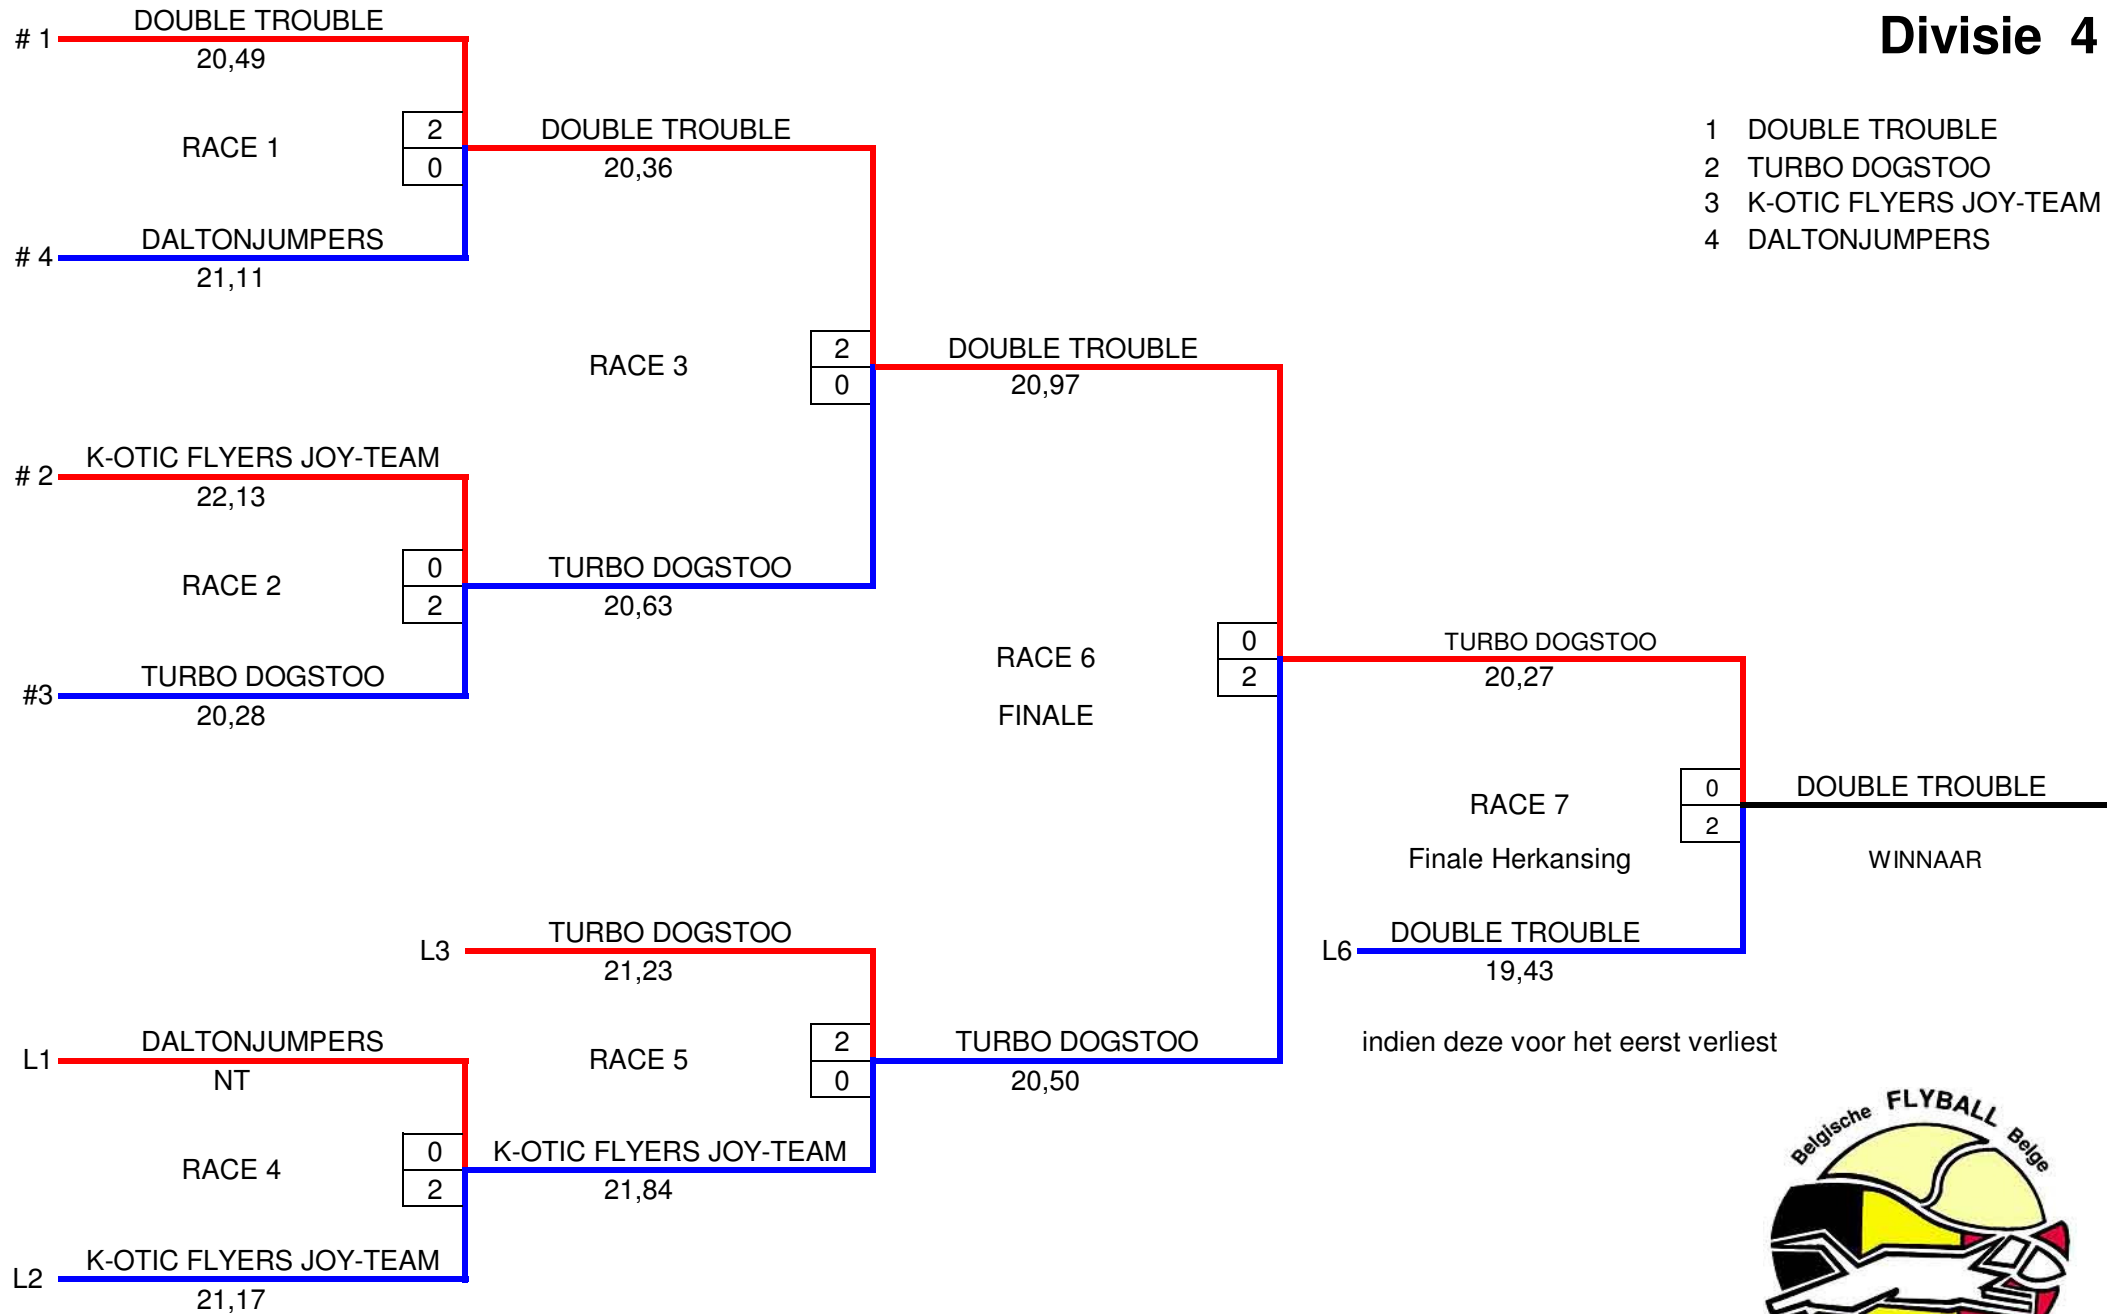 Divisie 4
1 DOUBLE TROUBLE
2 TURBO DOGSTOO
3 K-OTIC FLYERS JOY-TEAM
4 DALTONJUMPERS
# 1 DOUBLE TROUBLE
20,49
RACE 1
2
0
# 4 DALTONJUMPERS
21,11
DOUBLE TROUBLE
20,36
RACE 3
2
0
DOUBLE TROUBLE
20,97
# 2 K-OTIC FLYERS JOY-TEAM
22,13
RACE 2
0
2
#3 TURBO DOGSTOO
20,28
TURBO DOGSTOO
20,63
RACE 6
FINALE
0
2
TURBO DOGSTOO
20,27
RACE 7
Finale Herkansing
0
2
DOUBLE TROUBLE
WINNAAR
L6 DOUBLE TROUBLE
19,43
indien deze voor het eerst verliest
L3 TURBO DOGSTOO
21,23
RACE 5
2
0
TURBO DOGSTOO
20,50
L1 DALTONJUMPERS
NT
RACE 4
0
2
K-OTIC FLYERS JOY-TEAM
21,84
L2 K-OTIC FLYERS JOY-TEAM
21,17
Belgische FLYBALL Belge